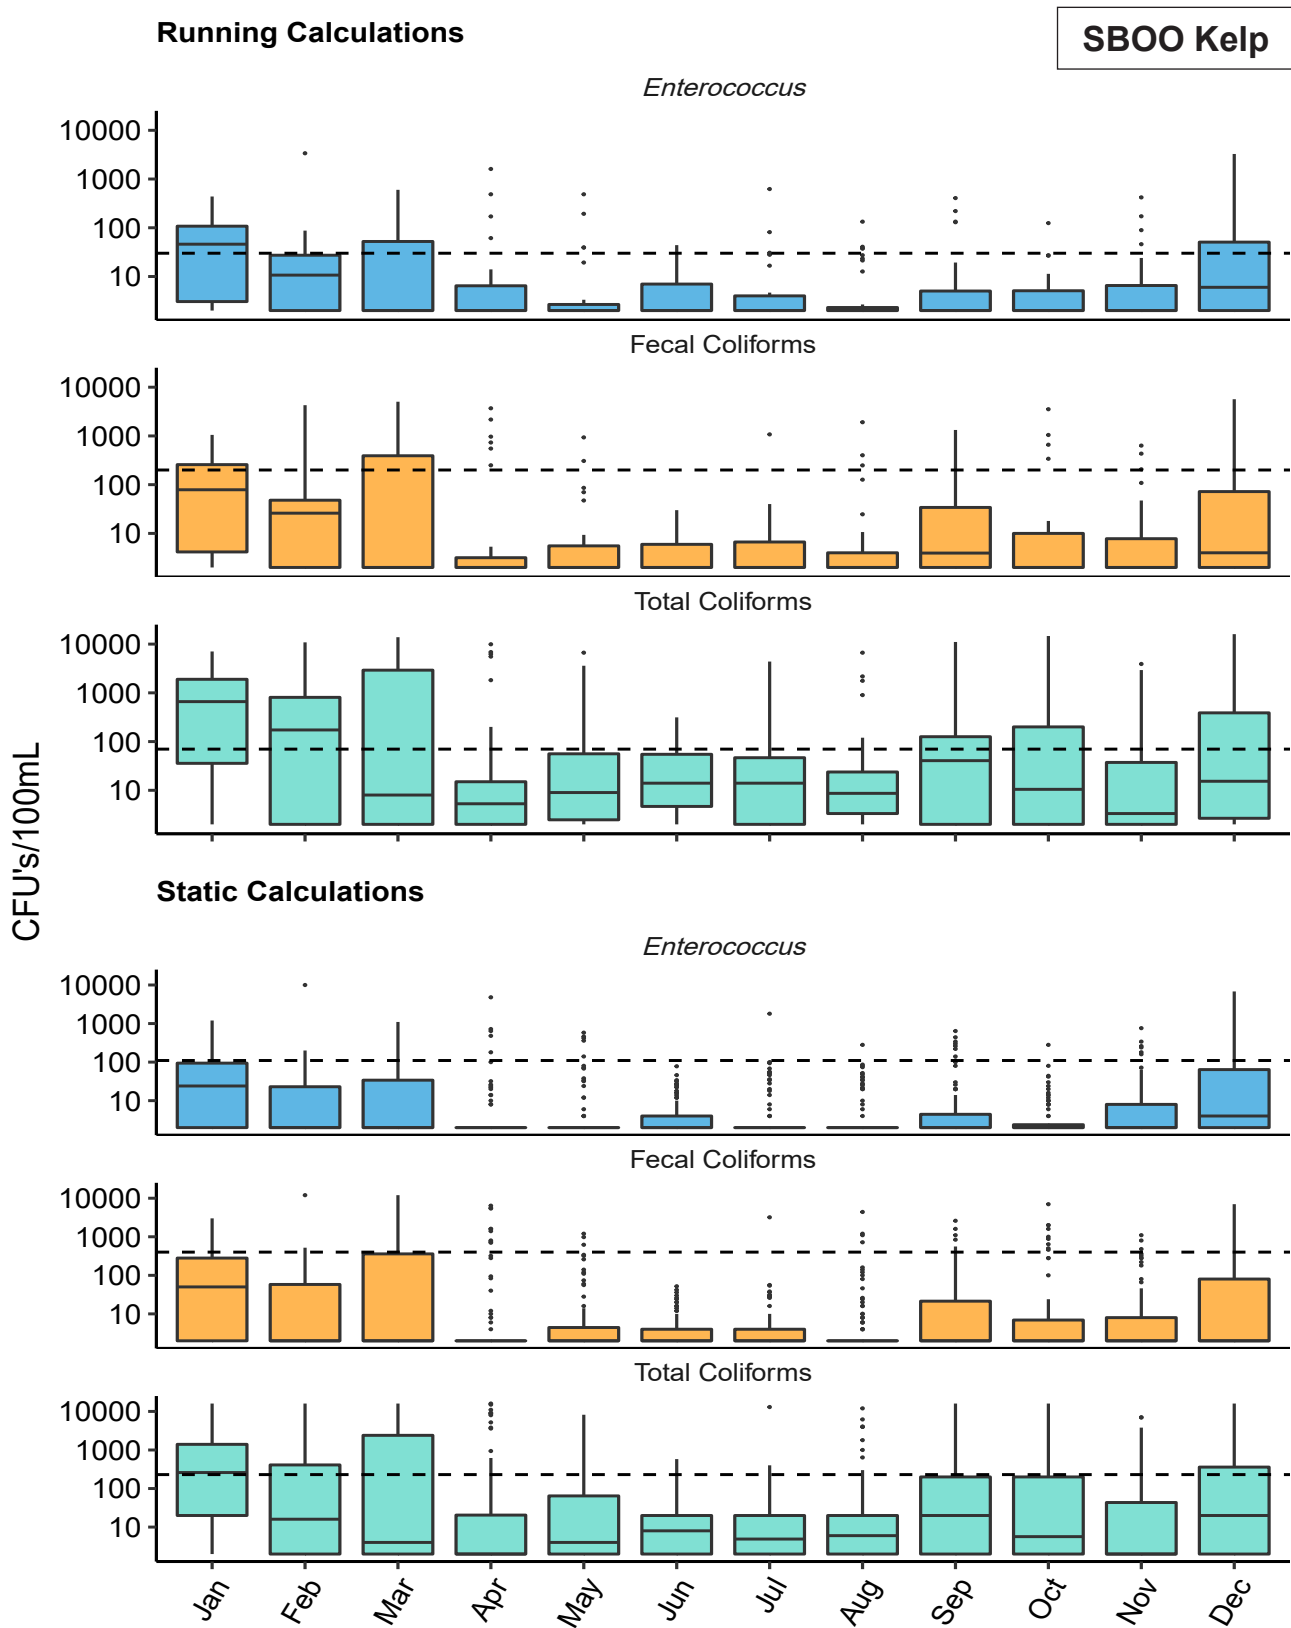 Running Calculations
SBOO Kelp
Enterococcus
10000
1000
100
10
Fecal Coliforms
10000
1000
100
10
Total Coliforms
10000
1000
100
10
CFU's/100mL
Static Calculations
Enterococcus
10000
1000
100
10
Fecal Coliforms
10000
1000
100
10
Total Coliforms
10000
1000
100
10
Jan Feb Mar Apr May Jun Jul Aug Sep Oct Nov Dec